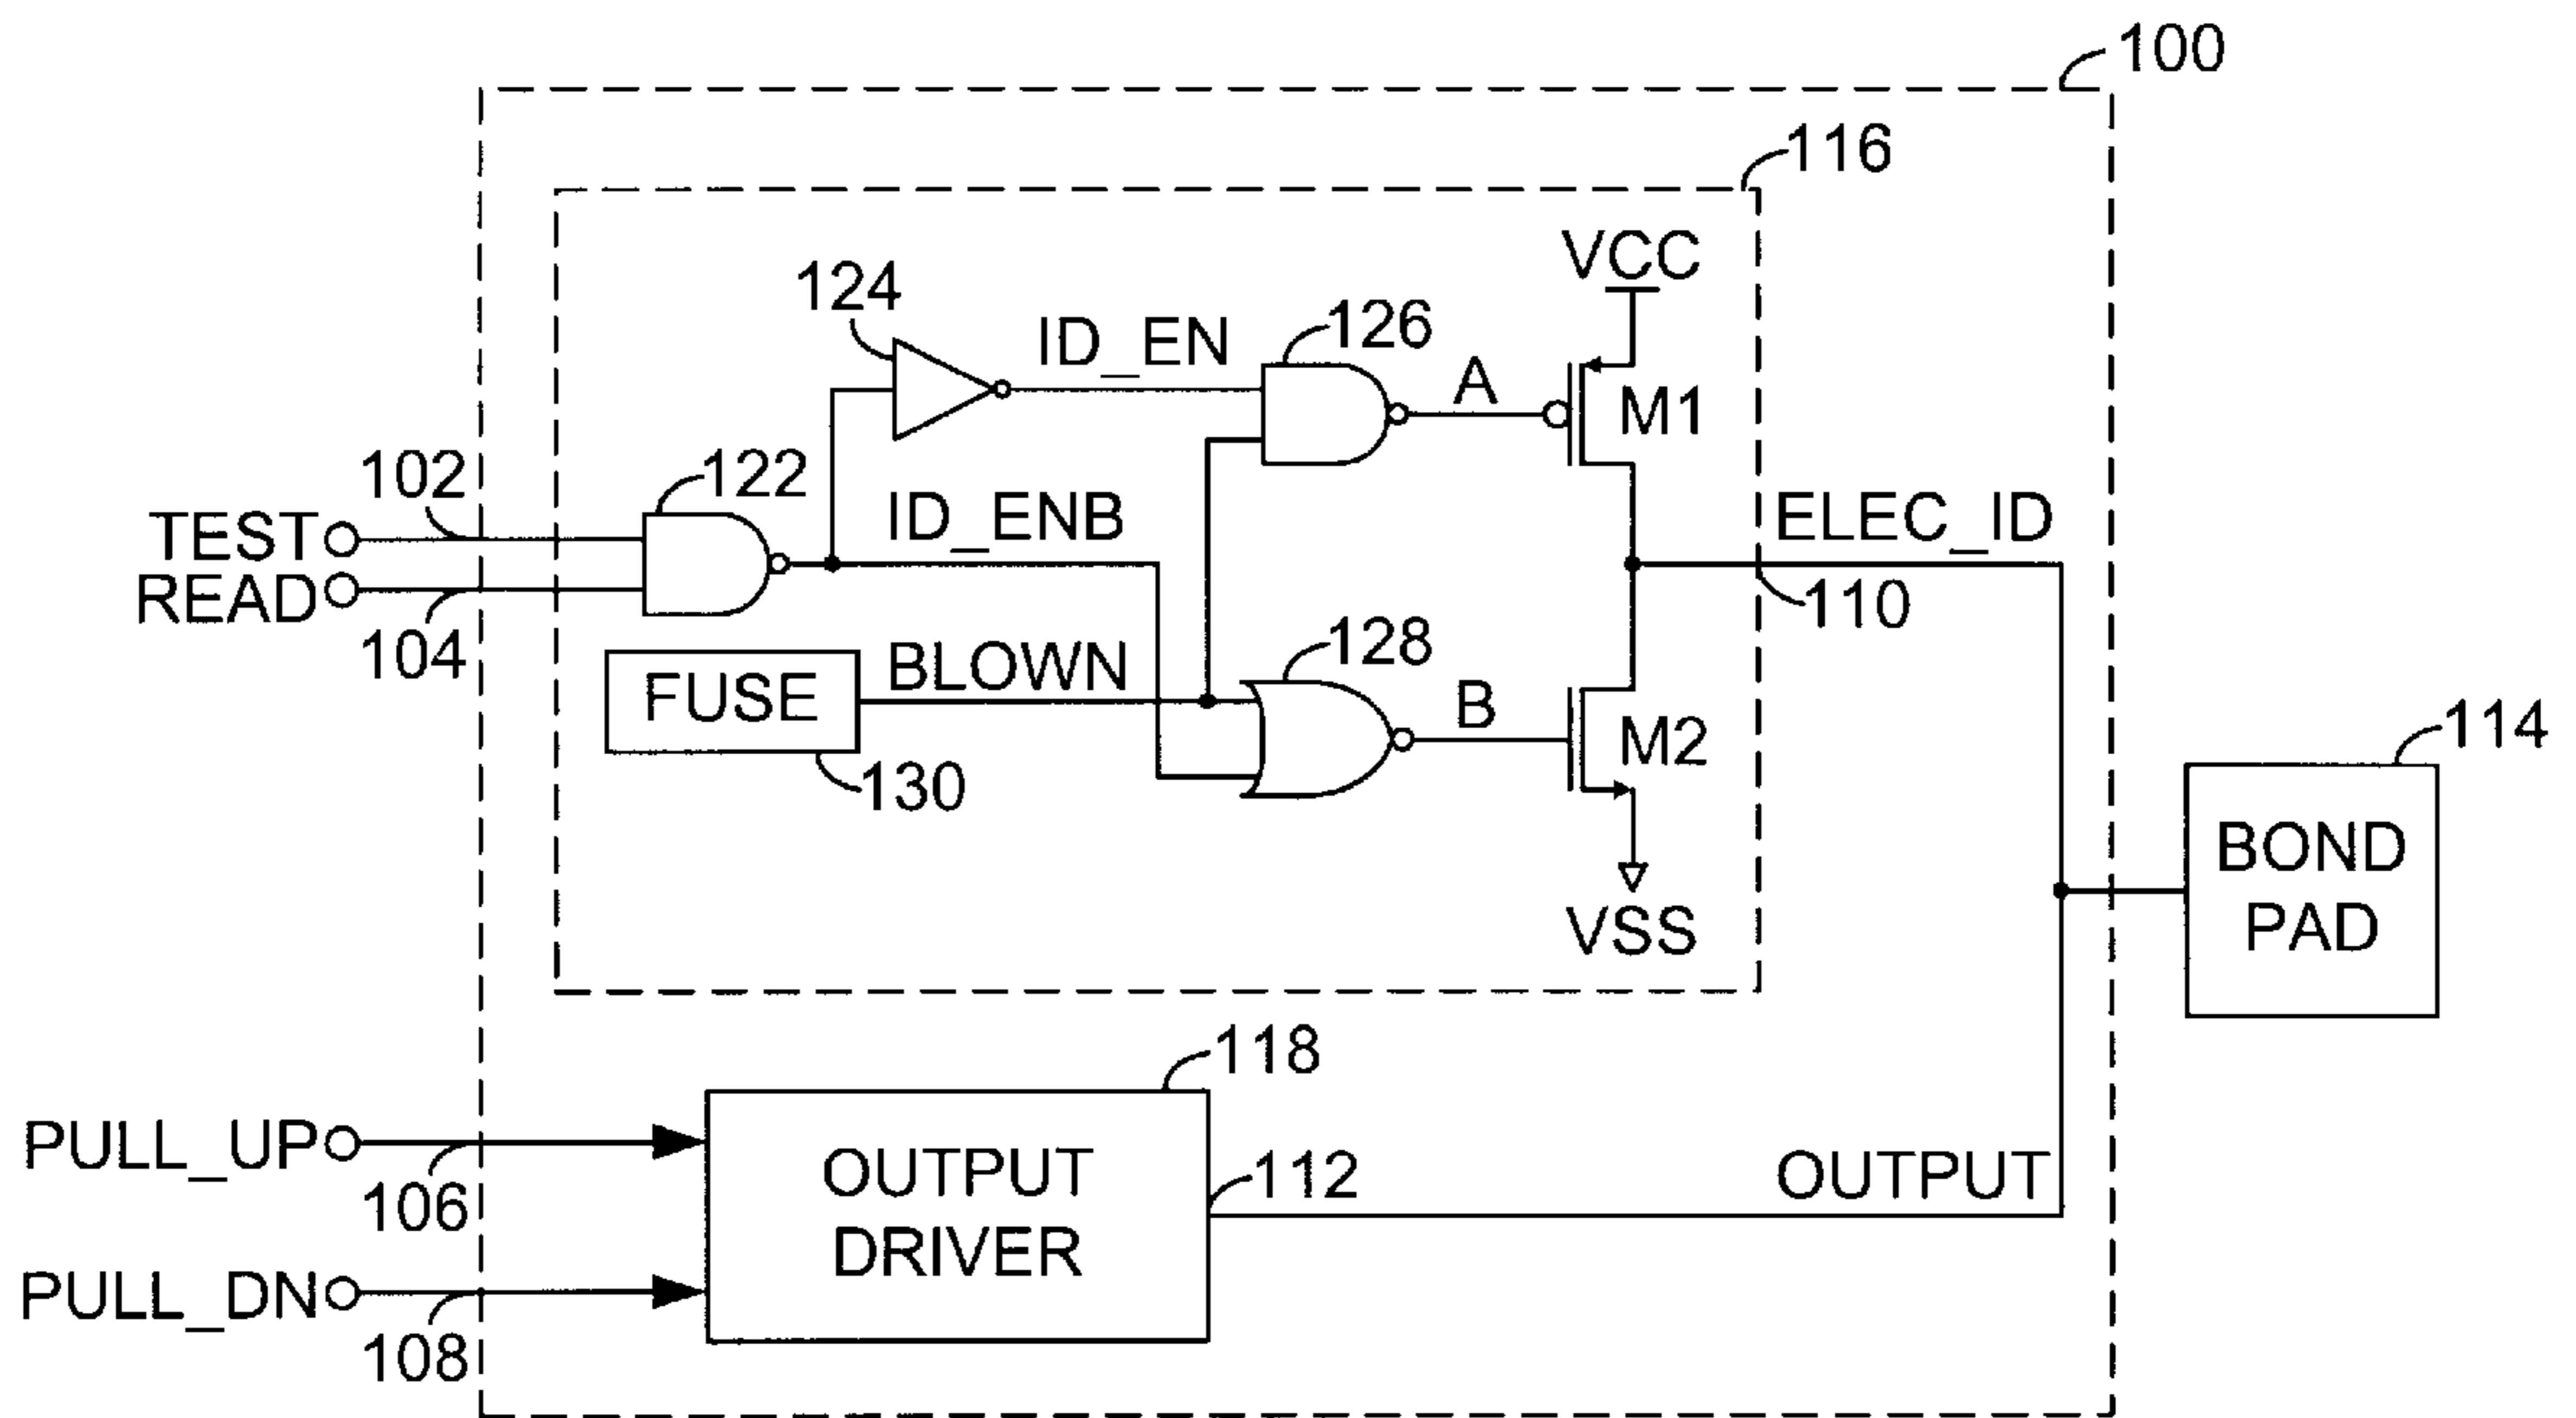 100
116
VCC
124
ID_EN
126
A
M1
102
122
ID_ENB
ELEC_ID
TEST
READ
110
104
BLOWN
128
FUSE
B
M2
114
130
BOND
PAD
VSS
118
PULL_UP
OUTPUT
DRIVER
112
OUTPUT
106
PULL_DN
108